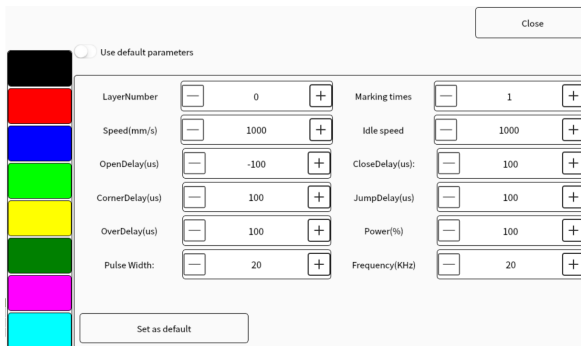 Close
Use default parameters
LayerNumber 0 Marking times 1
Speed(mm/s) 1000 Idle speed 1000
OpenDelay(us) -100 CloseDelay(us): 100
CornerDelay(us) 100 JumpDelay(us) 100
OverDelay(us) 100 Power(%) 100
Pulse Width: 20 Frequency(KHz) 20
Set as default